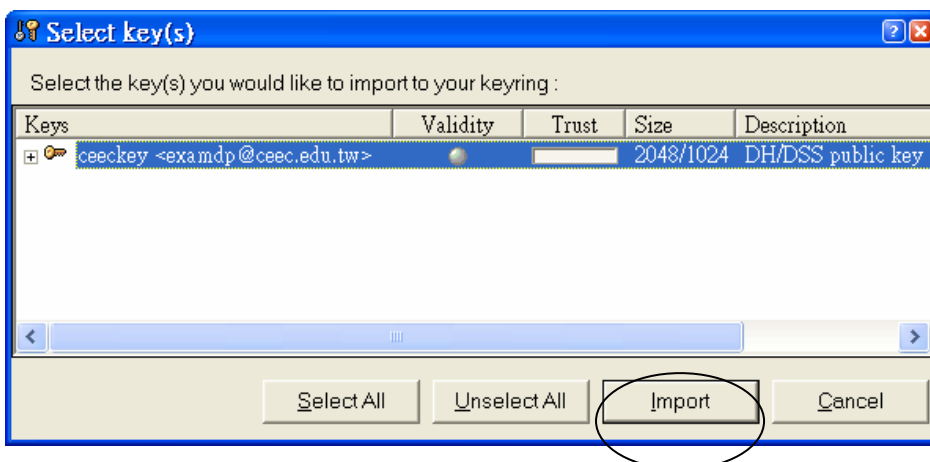 Select key(s)
Select the key(s) you would like to import to your keyring :
Keys Validity Trust Size Description
ceeckey <examdp@ceec.edu.tw> 2048/1024 DH/DSS public key
Select All Unselect All Import Cancel